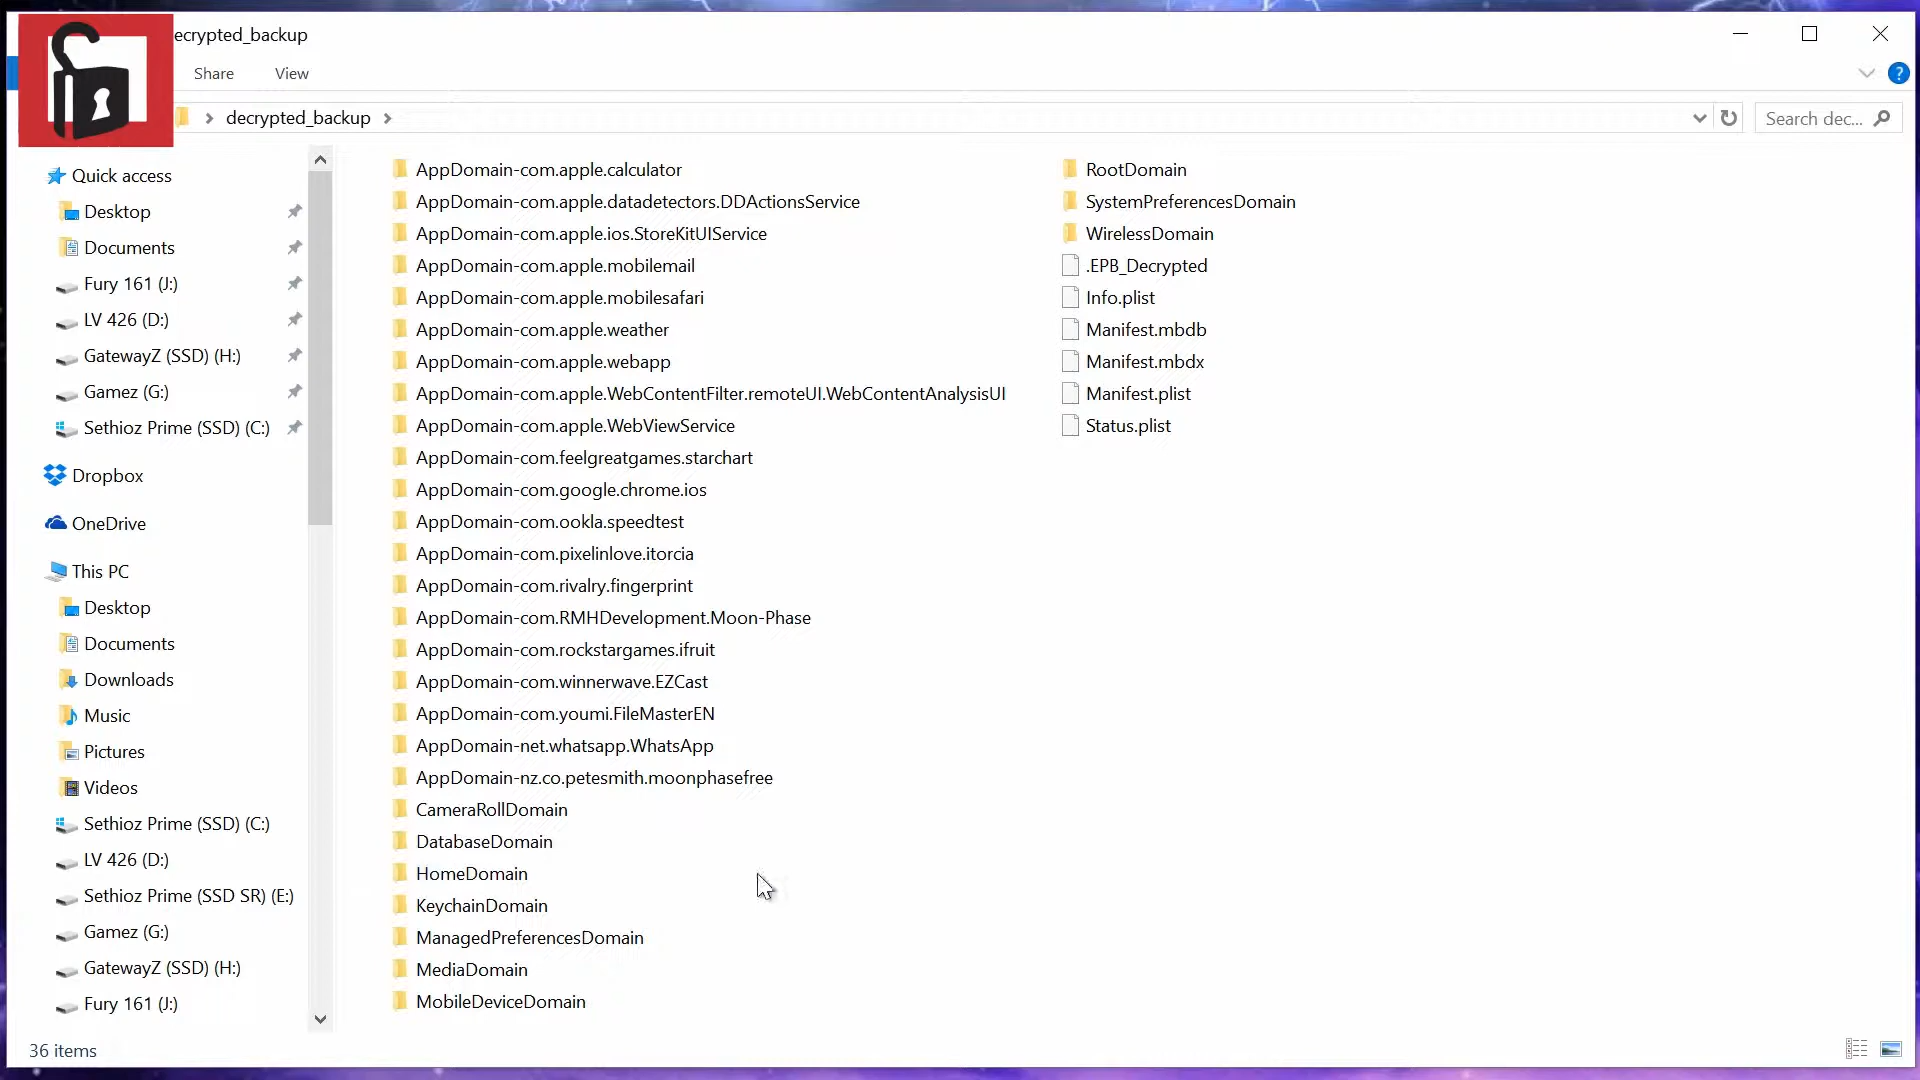 ecrypted_backup
Share View
decrypted_backup
Search dec...
Quick access
Desktop
Documents
Fury 161 (J:)
LV 426 (D:)
GatewayZ (SSD) (H:)
Gamez (G:)
Sethioz Prime (SSD) (C:)
Dropbox
OneDrive
This PC
Desktop
Documents
Downloads
Music
Pictures
Videos
Sethioz Prime (SSD) (C:)
LV 426 (D:)
Sethioz Prime (SSD SR) (E:)
Gamez (G:)
GatewayZ (SSD) (H:)
Fury 161 (J:)
AppDomain-com.apple.calculator
AppDomain-com.apple.datadetectors.DDActionsService
AppDomain-com.apple.ios.StoreKitUIService
AppDomain-com.apple.mobilemail
AppDomain-com.apple.mobilesafari
AppDomain-com.apple.weather
AppDomain-com.apple.webapp
AppDomain-com.apple.WebContentFilter.remoteUI.WebContentAnalysisUI
AppDomain-com.apple.WebViewService
AppDomain-com.feelgreatgames.starchart
AppDomain-com.google.chrome.ios
AppDomain-com.ookla.speedtest
AppDomain-com.pixelinlove.itorcia
AppDomain-com.rivalry.fingerprint
AppDomain-com.RMHDevelopment.Moon-Phase
AppDomain-com.rockstargames.ifruit
AppDomain-com.winnerwave.EZCast
AppDomain-com.youmi.FileMasterEN
AppDomain-net.whatsapp.WhatsApp
AppDomain-nz.co.petesmith.moonphasefree
CameraRollDomain
DatabaseDomain
HomeDomain
KeychainDomain
ManagedPreferencesDomain
MediaDomain
MobileDeviceDomain
RootDomain
SystemPreferencesDomain
WirelessDomain
.EPB_Decrypted
Info.plist
Manifest.mbdb
Manifest.mbdx
Manifest.plist
Status.plist
36 items